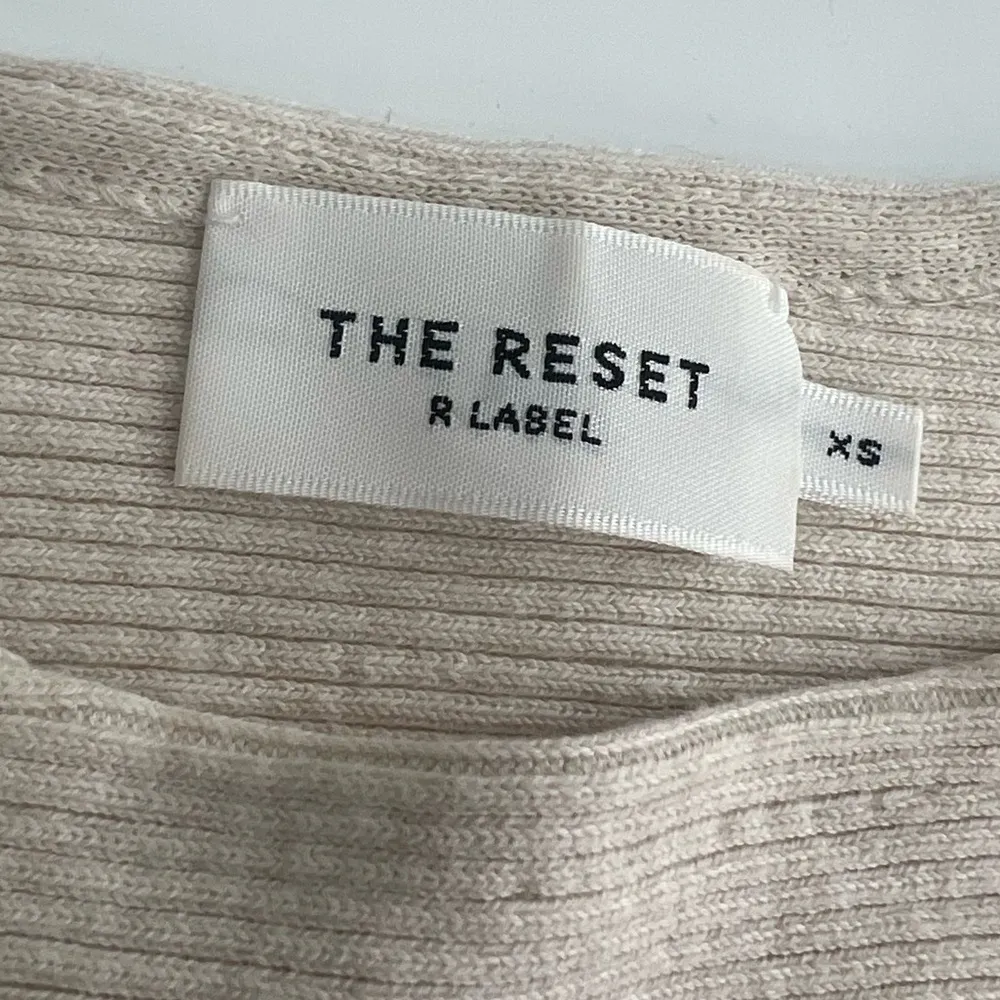 THE RESET
R LABEL
XS